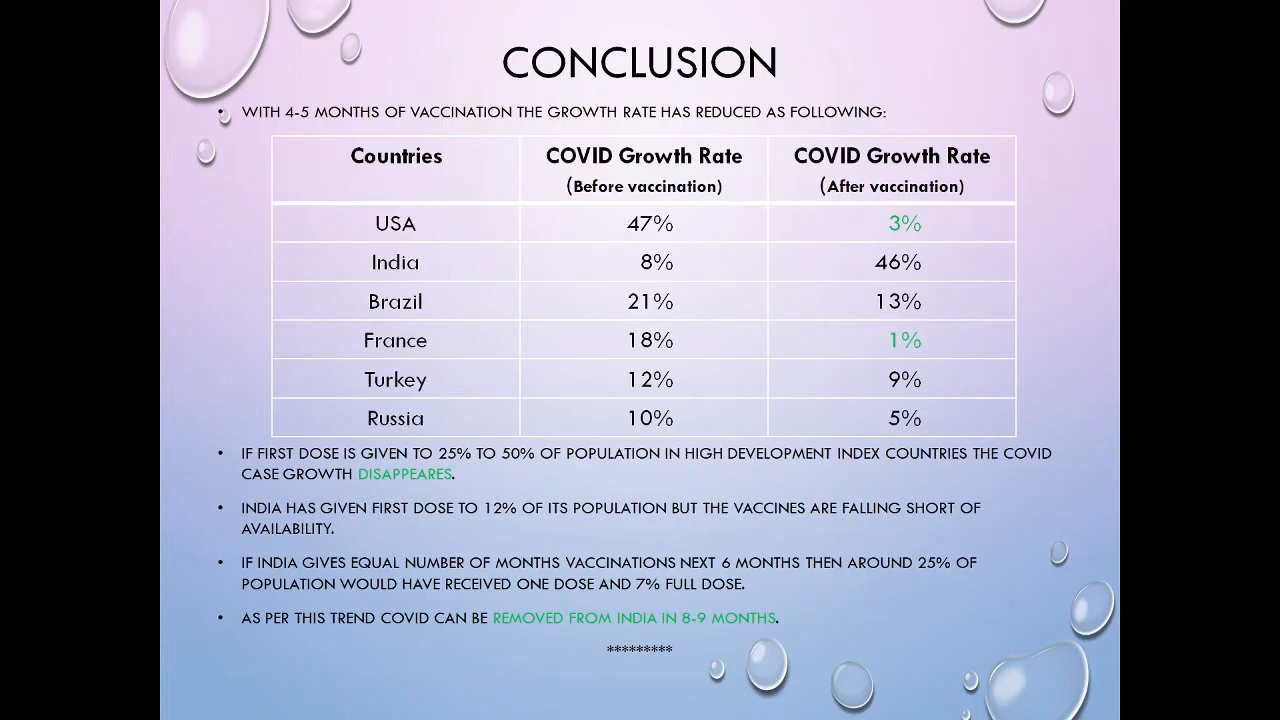 CONCLUSION
• WITH 4-5 MONTHS OF VACCINATION THE GROWTH RATE HAS REDUCED AS FOLLOWING:
Countries COVID Growth Rate COVID Growth Rate
(Before vaccination) (After vaccination)
USA 47% 3%
India 8% 46%
Brazil 21% 13%
France 18% 1%
Turkey 12% 9%
Russia 10% 5%
• IF FIRST DOSE IS GIVEN TO 25% TO 50% OF POPULATION IN HIGH DEVELOPMENT INDEX COUNTRIES THE COVID
CASE GROWTH DISAPPEARES.
• INDIA HAS GIVEN FIRST DOSE TO 12% OF ITS POPULATION BUT THE VACCINES ARE FALLING SHORT OF
AVAILABILITY.
• IF INDIA GIVES EQUAL NUMBER OF MONTHS VACCINATIONS NEXT 6 MONTHS THEN AROUND 25% OF
POPULATION WOULD HAVE RECEIVED ONE DOSE AND 7% FULL DOSE.
• AS PER THIS TREND COVID CAN BE REMOVED FROM INDIA IN 8-9 MONTHS.
*********